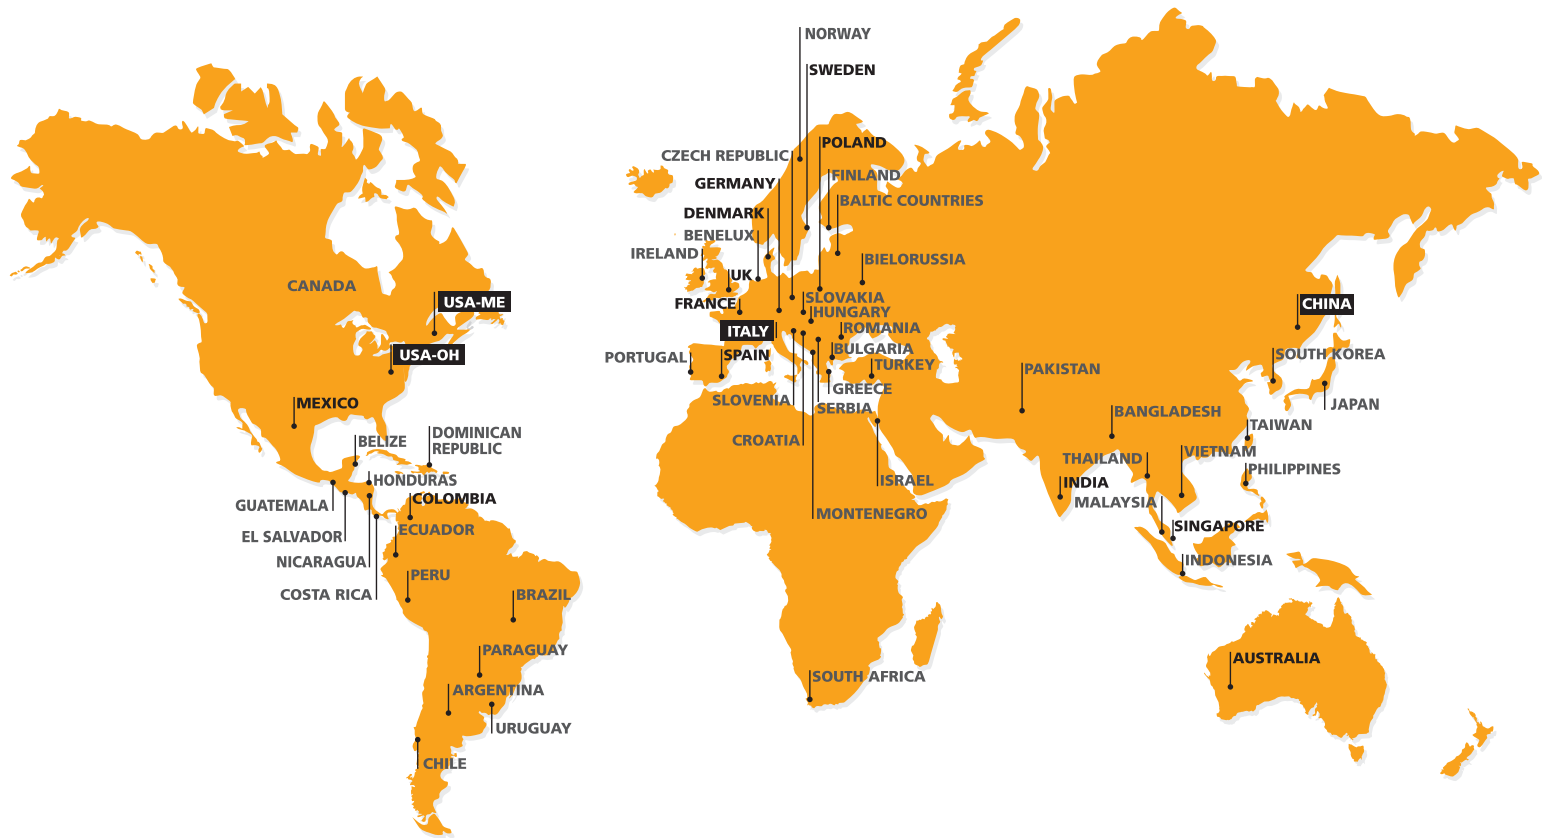 NORWAY
SWEDEN
POLAND
CZECH REPUBLIC
FINLAND
GERMANY
BALTIC COUNTRIES
DENMARK
BENELUX
IRELAND
BIELORUSSIA
UK
CANADA
SLOVAKIA
USA-ME
FRANCE
CHINA
HUNGARY
ROMANIA
ITALY
BULGARIA
USA-OH
PORTUGAL
SPAIN
SOUTH KOREA
TURKEY
PAKISTAN
GREECE
SLOVENIA
MEXICO
JAPAN
SERBIA
BANGLADESH
TAIWAN
DOMINICAN
REPUBLIC
BELIZE
CROATIA
VIETNAM
THAILAND
PHILIPPINES
HONDURAS
ISRAEL
INDIA
COLOMBIA
MALAYSIA
GUATEMALA
MONTENEGRO
SINGAPORE
ECUADOR
EL SALVADOR
NICARAGUA
INDONESIA
PERU
COSTA RICA
BRAZIL
PARAGUAY
AUSTRALIA
SOUTH AFRICA
ARGENTINA
URUGUAY
CHILE